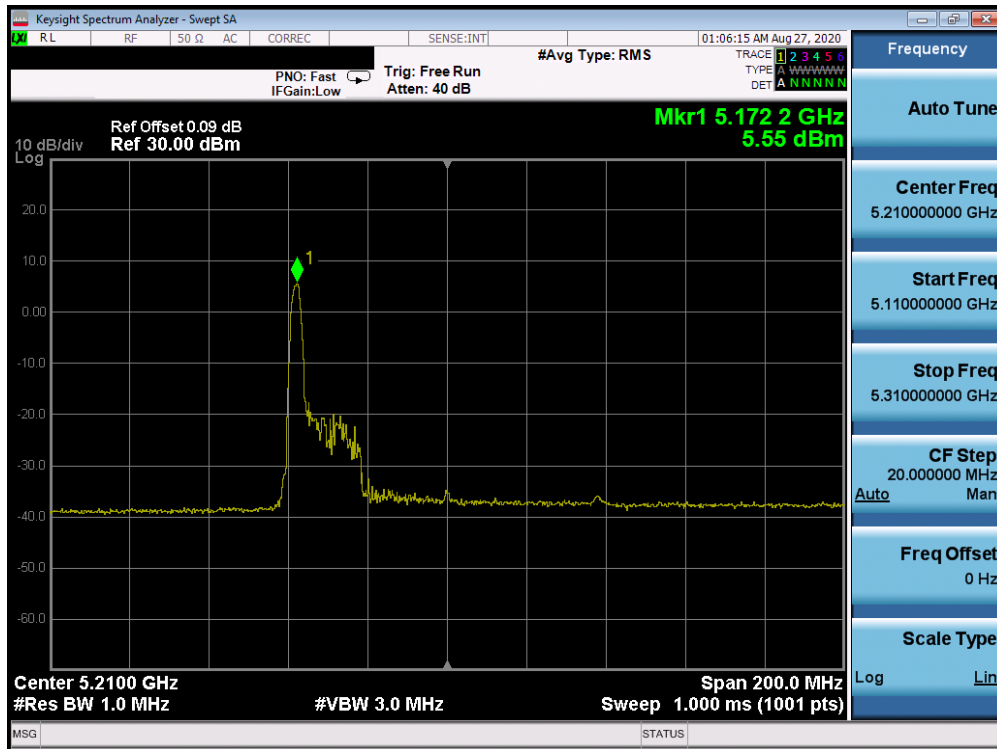 Keysight Spectrum Analyzer - Swept SA
LXI RL RF 50 Ω AC CORREC SENSE:INT 01:06:15 AM Aug 27, 2020
#Avg Type: RMS
TRACE 1 2 3 4 5 6
PNO: Fast Trig: Free Run
TYPE A WWWWW
IFGain:Low Atten: 40 dB
DET A N N N N N
Mkr1 5.172 2 GHz
5.55 dBm
Ref Offset 0.09 dB
10 dB/div Ref 30.00 dBm
Log
20.0
10.0
1
0.00
-10.0
-20.0
-30.0
-40.0
-50.0
-60.0
Center 5.2100 GHz Span 200.0 MHz
#Res BW 1.0 MHz #VBW 3.0 MHz Sweep 1.000 ms (1001 pts)
MSG STATUS
Frequency
Auto Tune
Center Freq
5.210000000 GHz
Start Freq
5.110000000 GHz
Stop Freq
5.310000000 GHz
CF Step
20.000000 MHz
Auto Man
Freq Offset
0 Hz
Scale Type
Log Lin